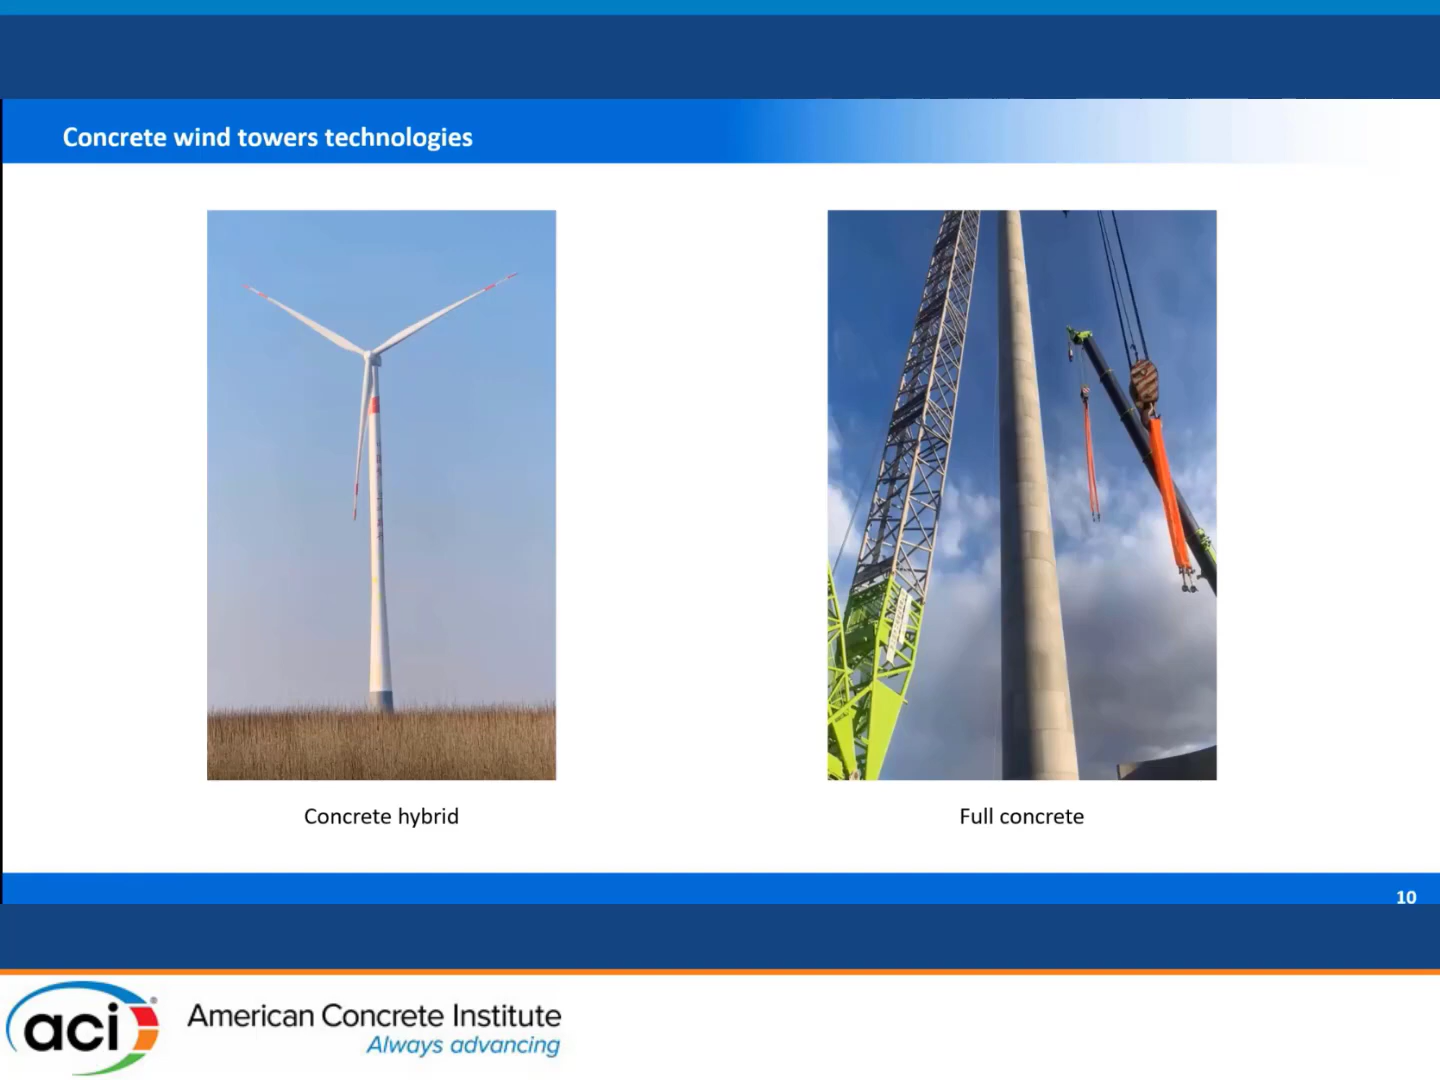 Concrete wind towers technologies
Concrete hybrid
Full concrete
10
aci®
American Concrete Institute
Always advancing